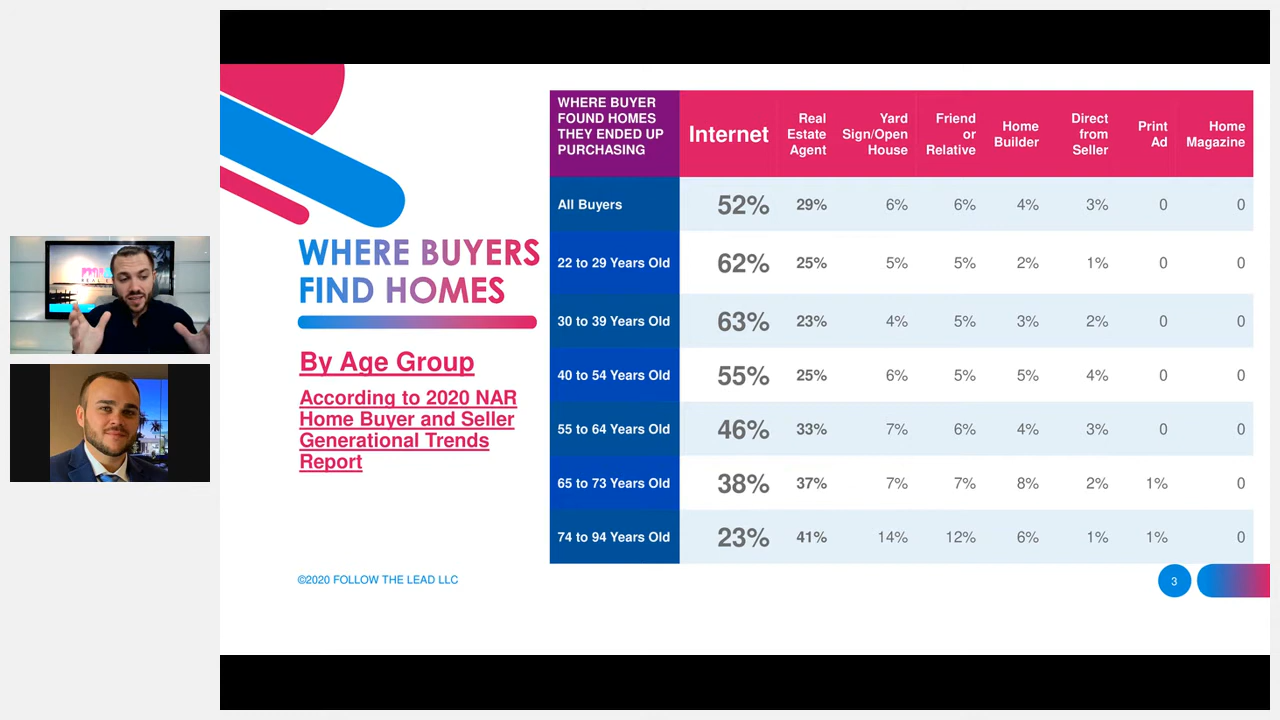 WHERE BUYERS
FIND HOMES
By Age Group
According to 2020 NAR
Home Buyer and Seller
Generational Trends
Report
©2020 FOLLOW THE LEAD LLC
WHERE BUYER
FOUND HOMES
THEY ENDED UP
PURCHASING
Internet
Real
Estate
Agent
Yard
Sign/Open
House
Friend
or
Relative
Home
Builder
Direct
from
Seller
Print
Ad
Home
Magazine
All Buyers 52% 29% 6% 6% 4% 3% 0 0
22 to 29 Years Old 62% 25% 5% 5% 2% 1% 0 0
30 to 39 Years Old 63% 23% 4% 5% 3% 2% 0 0
40 to 54 Years Old 55% 25% 6% 5% 5% 4% 0 0
55 to 64 Years Old 46% 33% 7% 6% 4% 3% 0 0
65 to 73 Years Old 38% 37% 7% 7% 8% 2% 1% 0
74 to 94 Years Old 23% 41% 14% 12% 6% 1% 1% 0
3